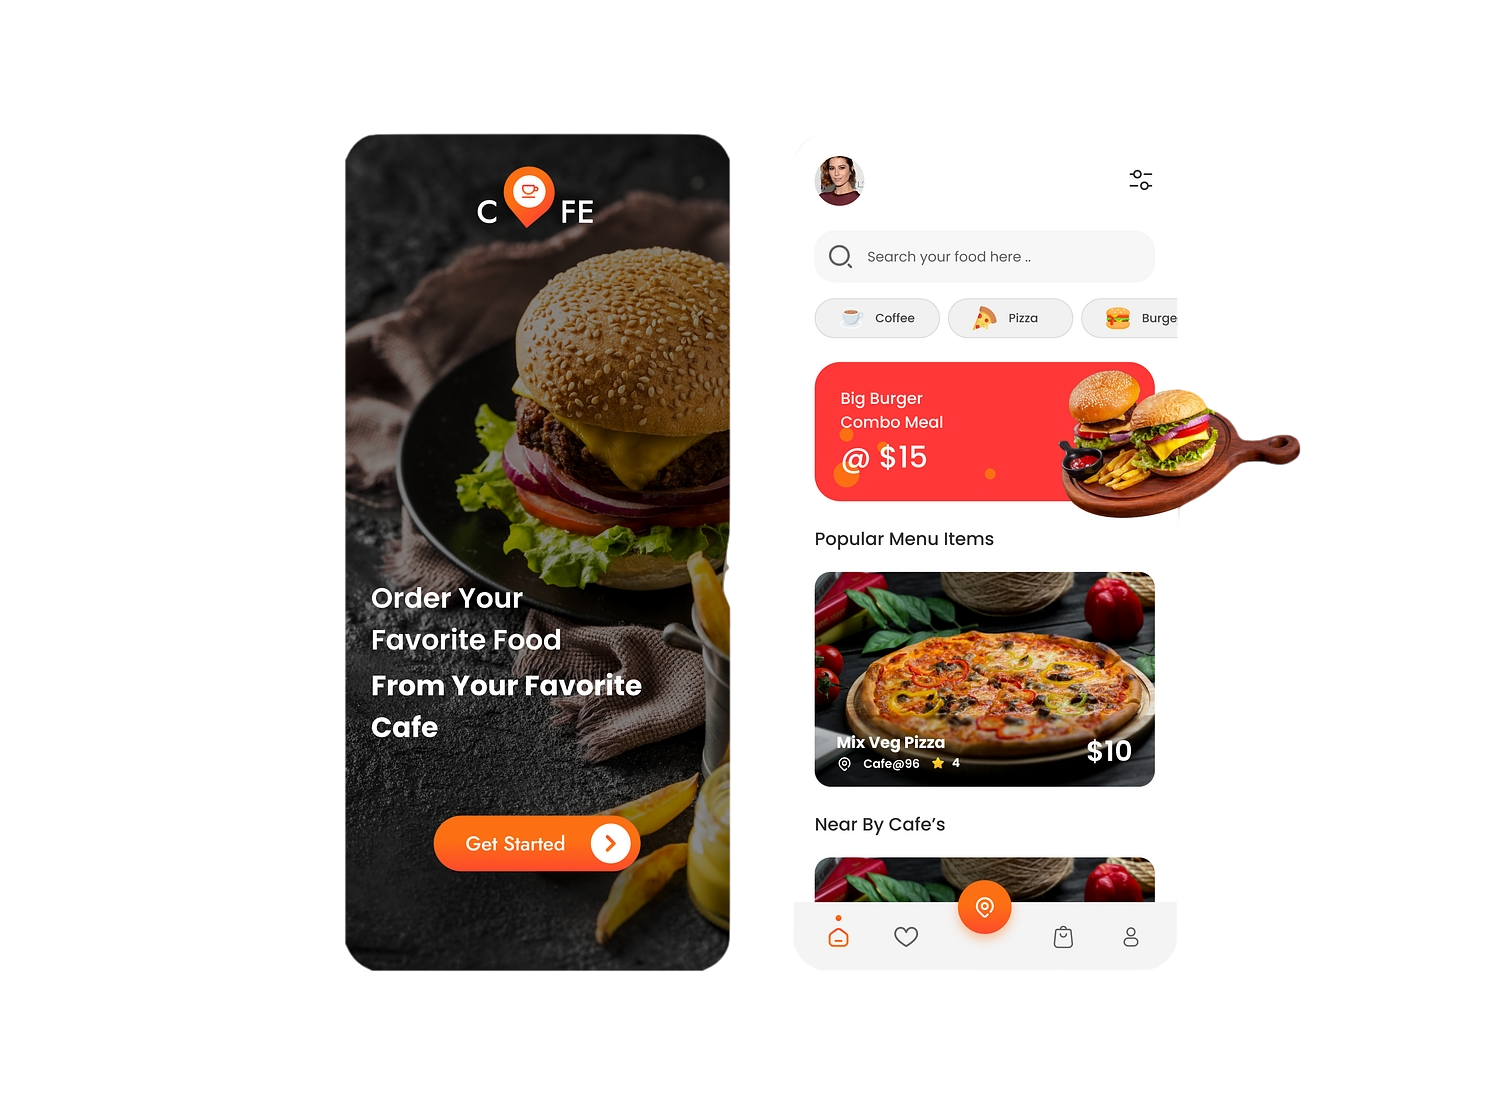 C FE
Order Your
Favorite Food
From Your Favorite
Cafe
Get Started
Search your food here ..
Coffee
Pizza
Burge
Big Burger
Combo Meal
@ $15
Popular Menu Items
Mix Veg Pizza
Cafe@96 4
$10
Near By Cafe’s